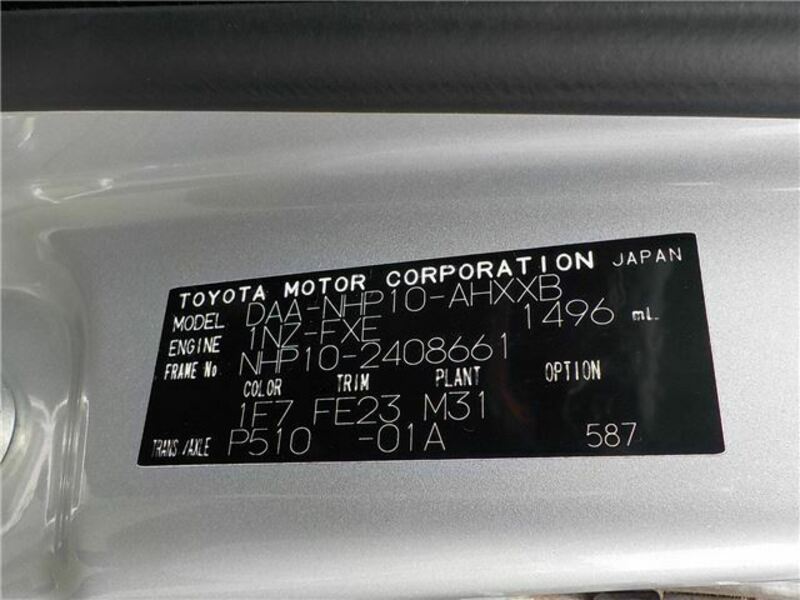 TOYOTA MOTOR CORPORATION JAPAN
MODEL DAA-NHP10-AHXXB
ENGINE 1NZ-FXE 1496 mL
FRAME No NHP10-2408661
COLOR TRIM PLANT OPTION
1F7 FE23 M31
TRANS./AXLE P510 -01A 587